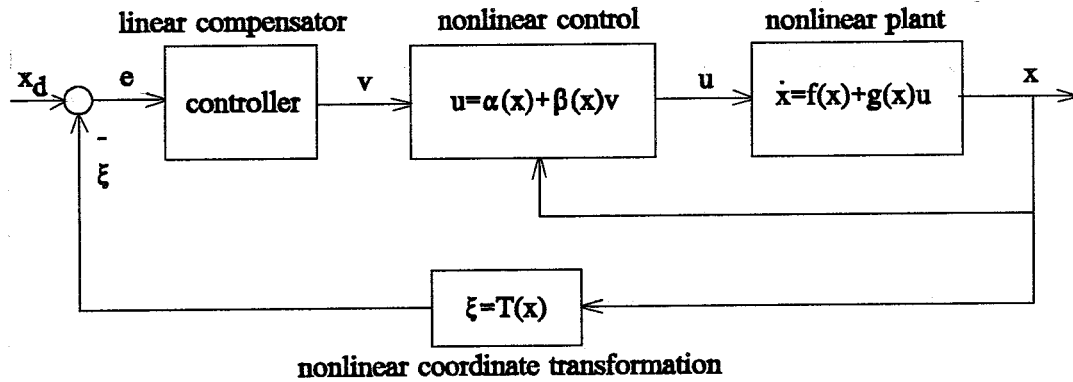 linear compensator
nonlinear control
nonlinear plant
x_d
e
controller
v
u=α(x)+β(x)v
u
ẋ=f(x)+g(x)u
x
-
ξ
ξ=T(x)
nonlinear coordinate transformation